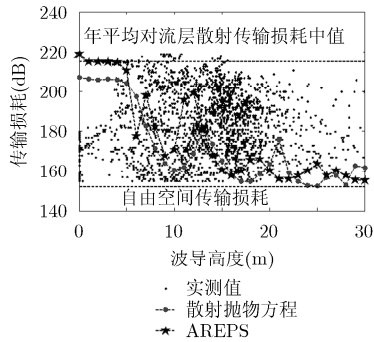 年平均对流层散射传输损耗中值
自由空间传输损耗
240
220
200
180
160
140
传输损耗(dB)
0
10
20
30
波导高度(m)
实测值
散射抛物方程
AREPS